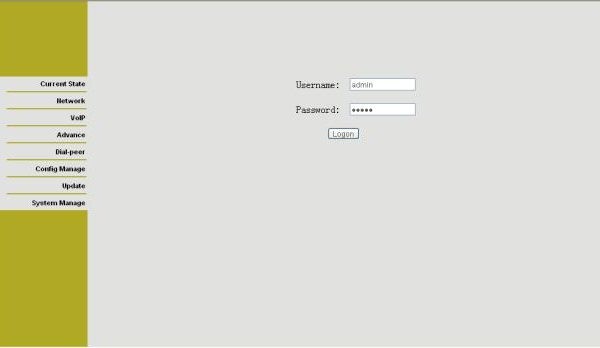 Current State
Network
VoIP
Advance
Dial-peer
Config Manage
Update
System Manage
Username: admin
Password: •••••
Logon